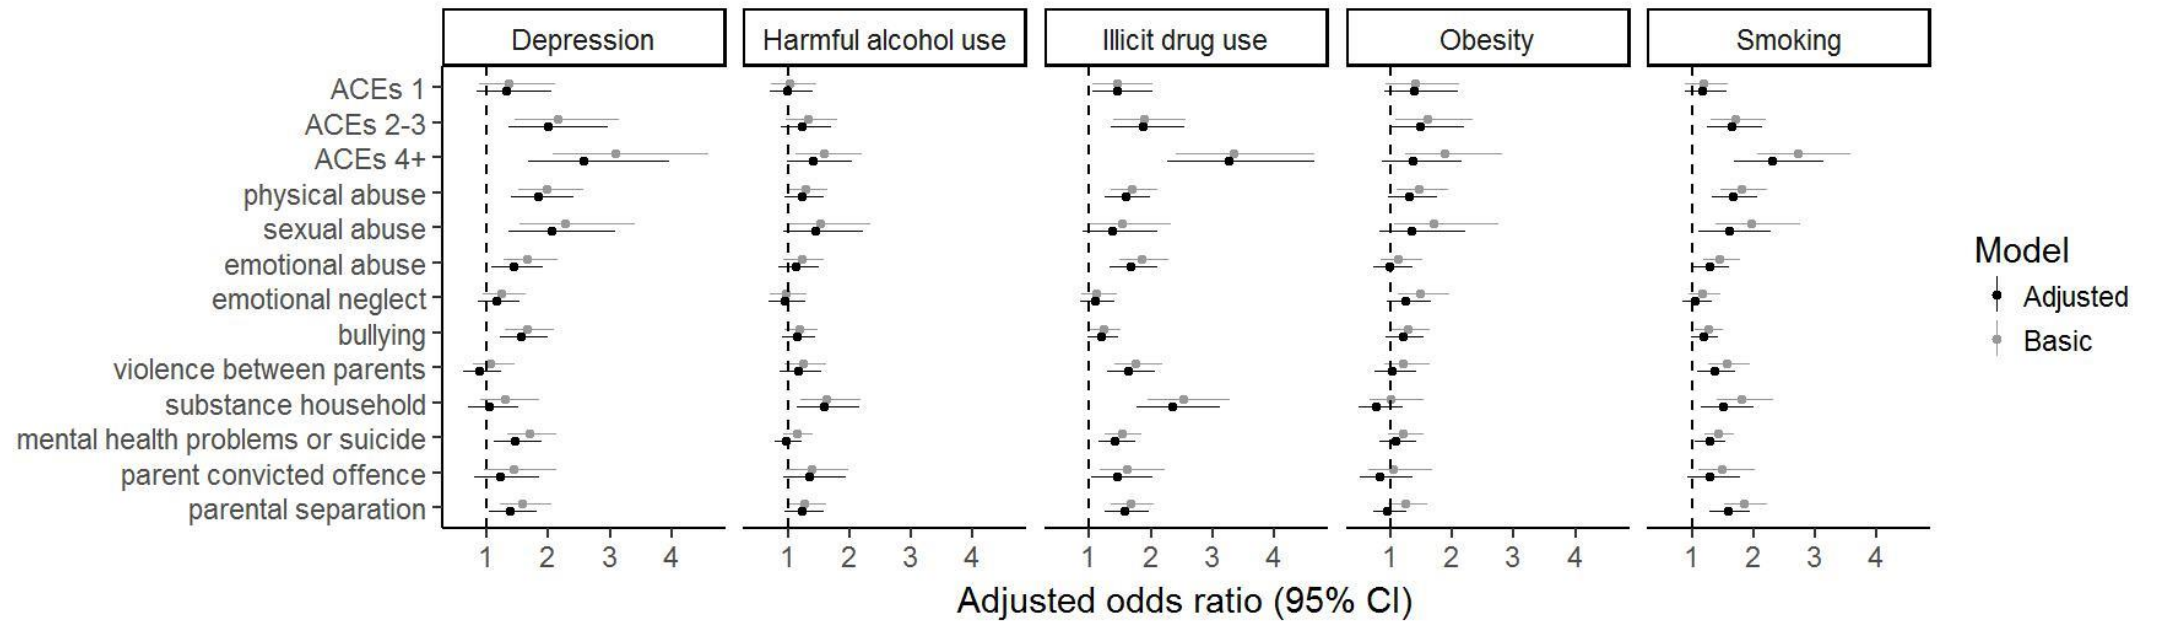 Depression
Harmful alcohol use
Illicit drug use
Obesity
Smoking
ACEs 1
ACEs 2-3
ACEs 4+
physical abuse
sexual abuse
emotional abuse
emotional neglect
bullying
violence between parents
substance household
mental health problems or suicide
parent convicted offence
parental separation
1 2 3 4
1 2 3 4
1 2 3 4
1 2 3 4
1 2 3 4
Adjusted odds ratio (95% CI)
Model
Adjusted
Basic